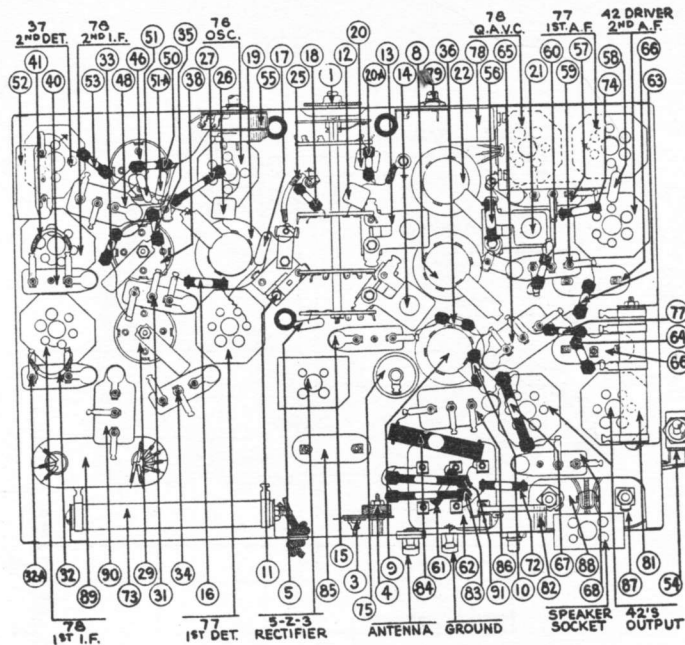 37 2ND DET.
78 2ND I.F.
76 OSC.
78 Q.A.V.C.
77 1ST A.F.
42 DRIVER 2ND A.F.
52 41 40 53 33 48 46 51 51A 50 35 38 27 26 19 55 17 25 18 1 12 20 20A 13 14 8 79 36 22 78 56 65 21 60 59 57 74 58 66 63
77
64
66
54
32A 32 89 90 73 29 31 34 16 11 5 85 15 3 75 4 9 84 61 62 83 91 86 10 72 82 67 88 68 87 81
78 1ST I.F.
77 1ST DET.
5-Z-3 RECTIFIER
ANTENNA
GROUND
SPEAKER SOCKET
42'S OUTPUT